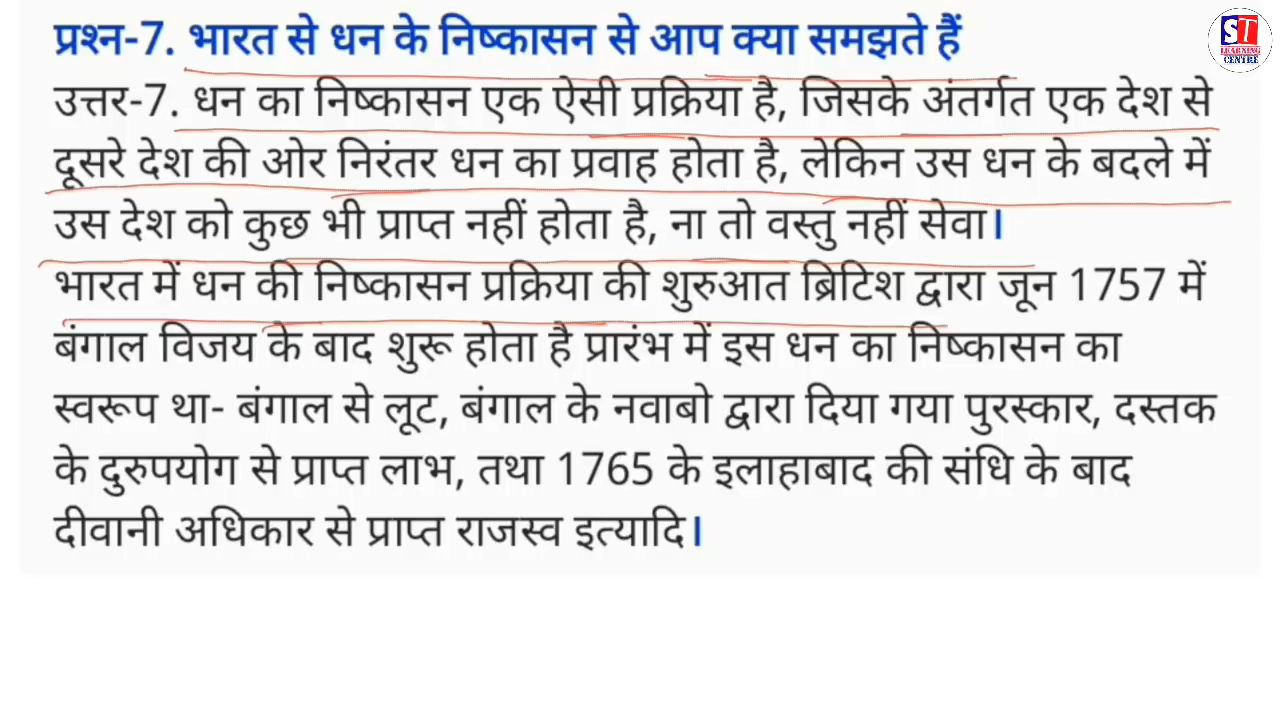 प्रश्न-7. भारत से धन के निष्कासन से आप क्या समझते हैं
ST
LEARNING
CENTRE
उत्तर-7. धन का निष्कासन एक ऐसी प्रक्रिया है, जिसके अंतर्गत एक देश से
दूसरे देश की ओर निरंतर धन का प्रवाह होता है, लेकिन उस धन के बदले में
उस देश को कुछ भी प्राप्त नहीं होता है, ना तो वस्तु नहीं सेवा।
भारत में धन की निष्कासन प्रक्रिया की शुरुआत ब्रिटिश द्वारा जून 1757 में
बंगाल विजय के बाद शुरू होता है प्रारंभ में इस धन का निष्कासन का
स्वरूप था- बंगाल से लूट, बंगाल के नवाबो द्वारा दिया गया पुरस्कार, दस्तक
के दुरुपयोग से प्राप्त लाभ, तथा 1765 के इलाहाबाद की संधि के बाद
दीवानी अधिकार से प्राप्त राजस्व इत्यादि।